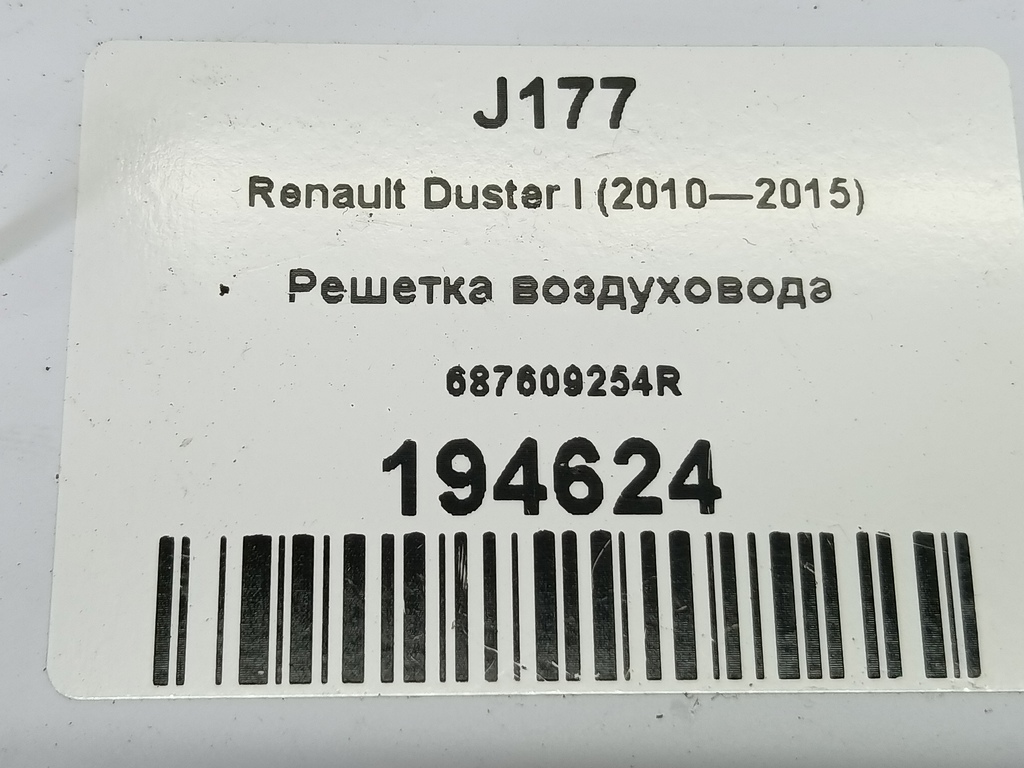 J177
Renault Duster I (2010—2015)
Решетка воздуховода
687609254R
194624